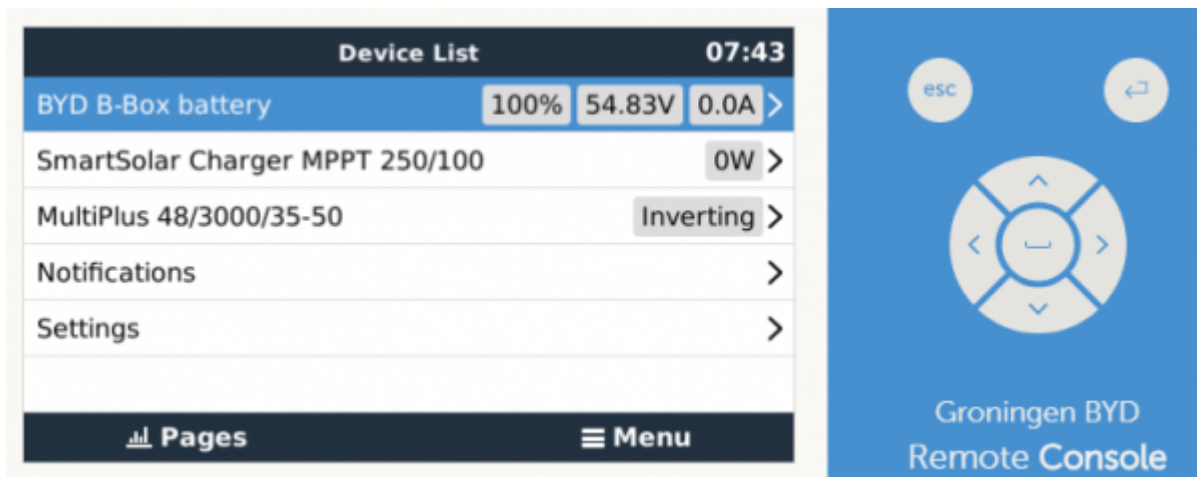 Device List 07:43
BYD B-Box battery 100% 54.83V 0.0A
SmartSolar Charger MPPT 250/100 0W
MultiPlus 48/3000/35-50 Inverting
Notifications
Settings
Pages Menu
esc
Groningen BYD
Remote Console